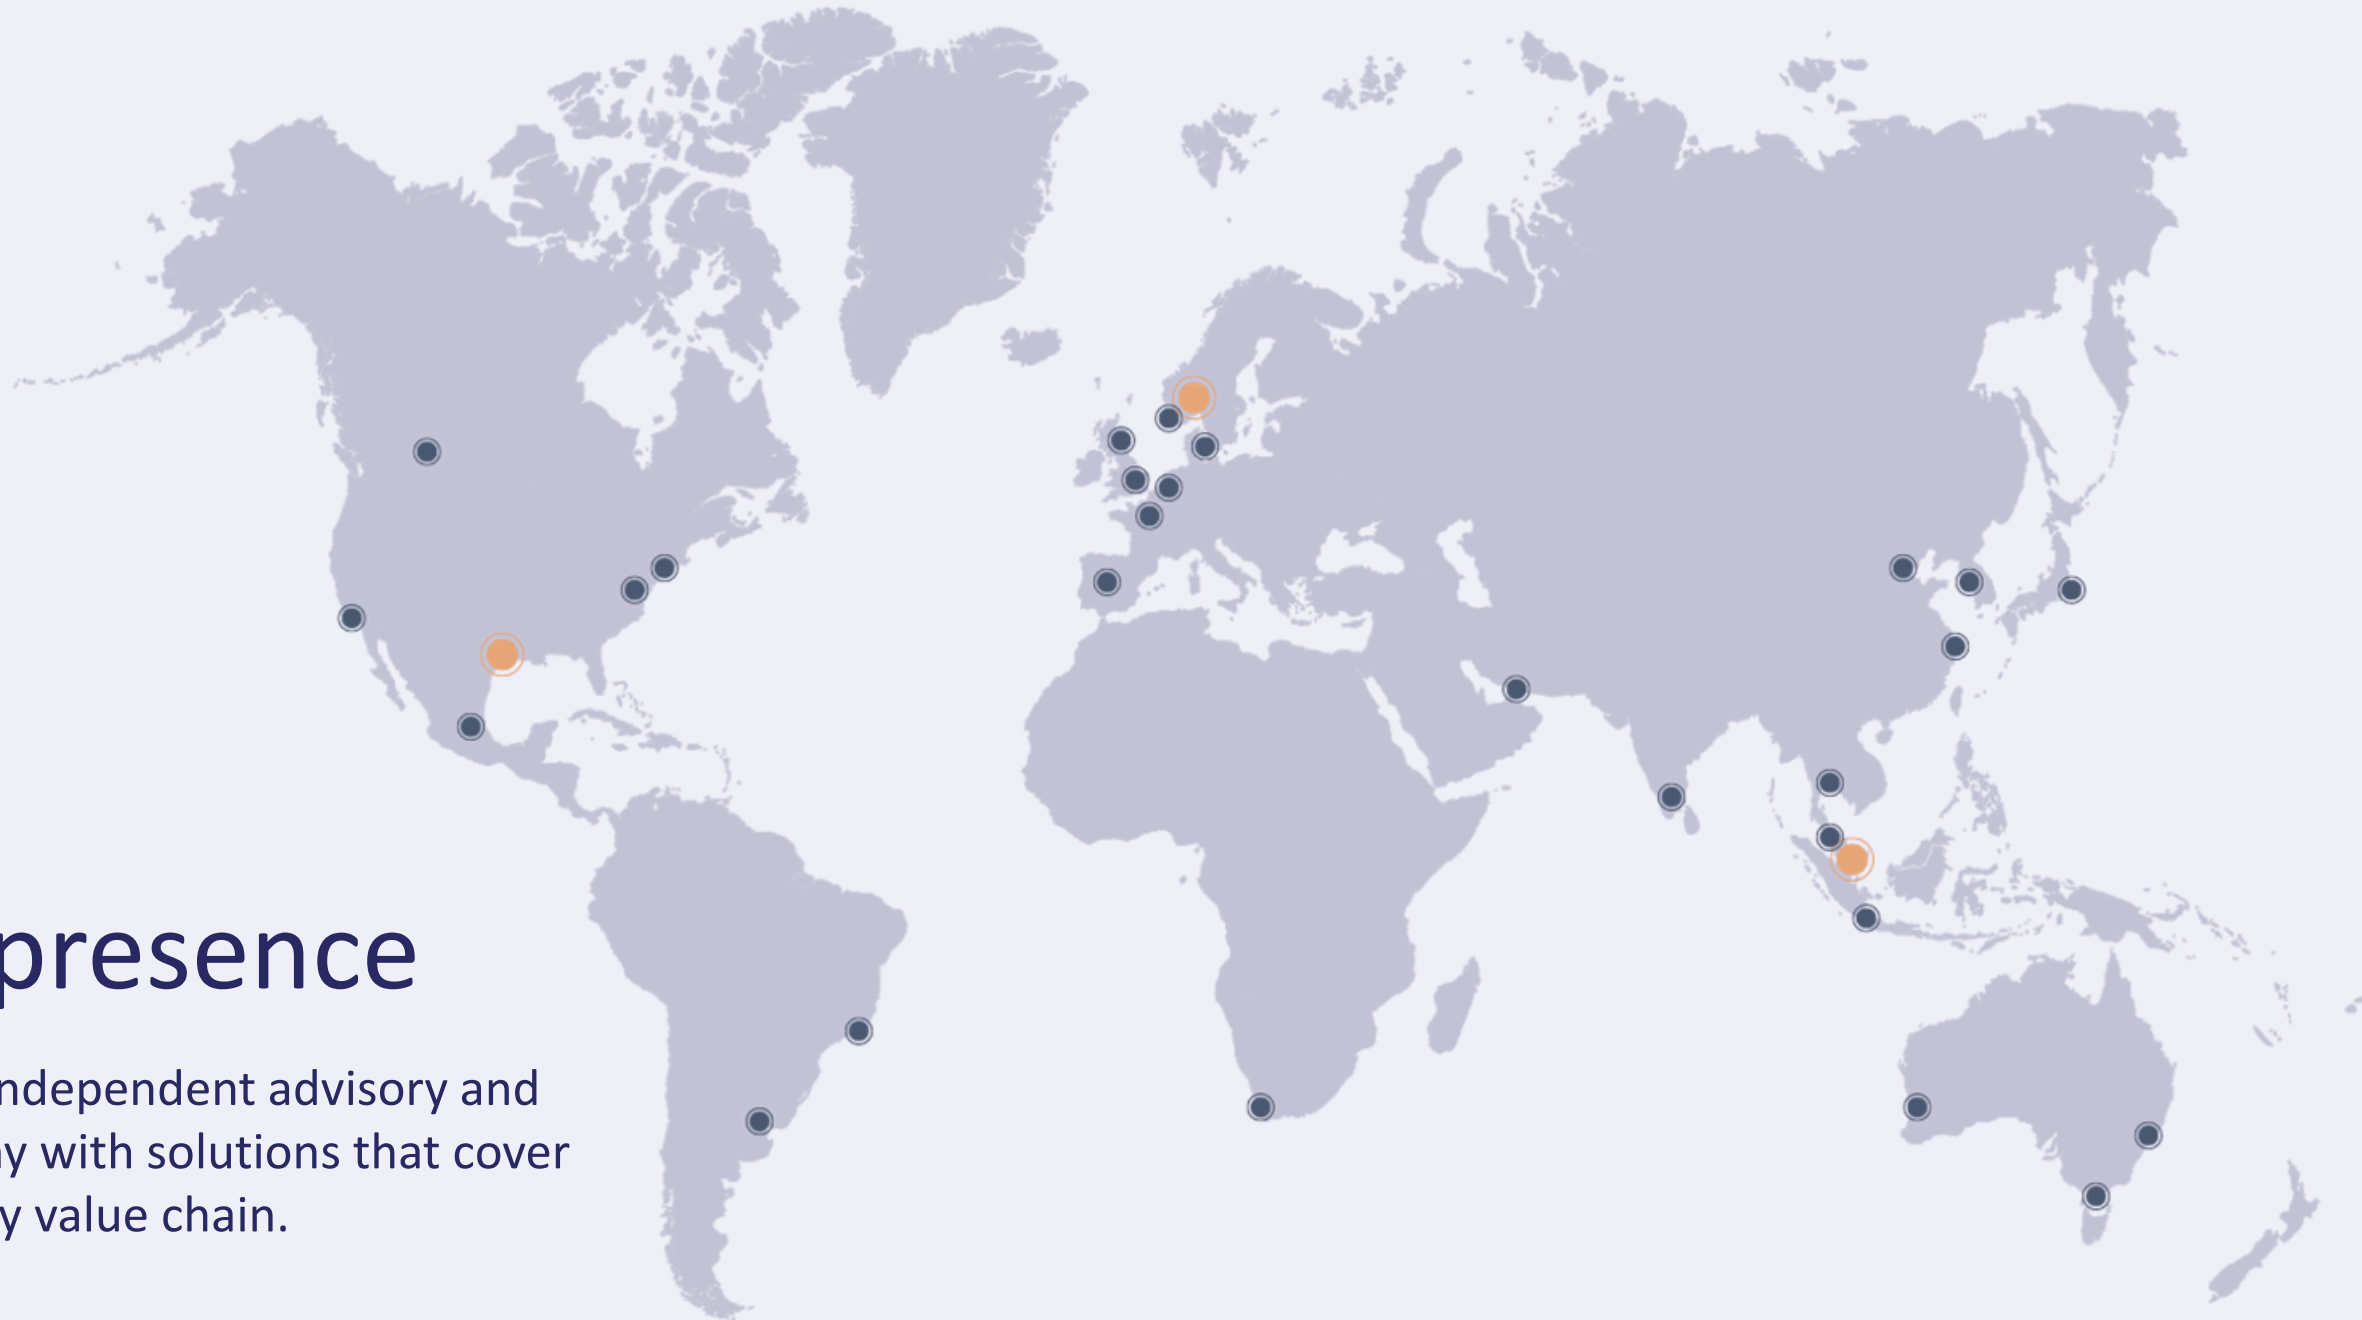 presence
ndependent advisory and
y with solutions that cover
y value chain.